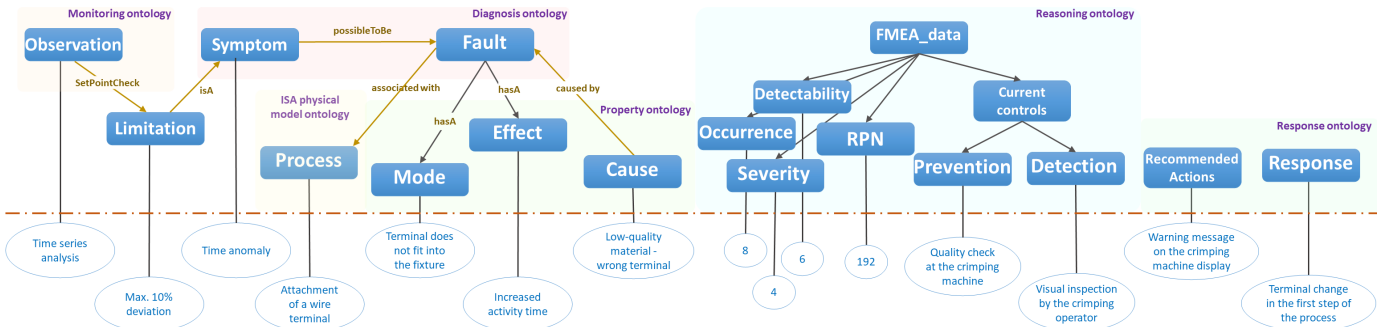 Monitoring ontology
Diagnosis ontology
Reasoning ontology
Observation
Symptom
possibleToBe
Fault
FMEA_data
SetPointCheck
isA
associated with
hasA
caused by
Detectability
Current
controls
ISA physical
model ontology
Property ontology
Response ontology
Limitation
hasA
Effect
Occurrence
RPN
Process
Mode
Cause
Severity
Prevention
Detection
Recommended
Actions
Response
Time series
analysis
Time anomaly
Terminal does
not fit into
the fixture
Low-quality
material -
wrong terminal
8
6
192
4
Quality check
at the crimping
machine
Warning message
on the crimping
machine display
Max. 10%
deviation
Attachment
of a wire
terminal
Increased
activity time
Visual inspection
by the crimping
operator
Terminal change
in the first step of
the process